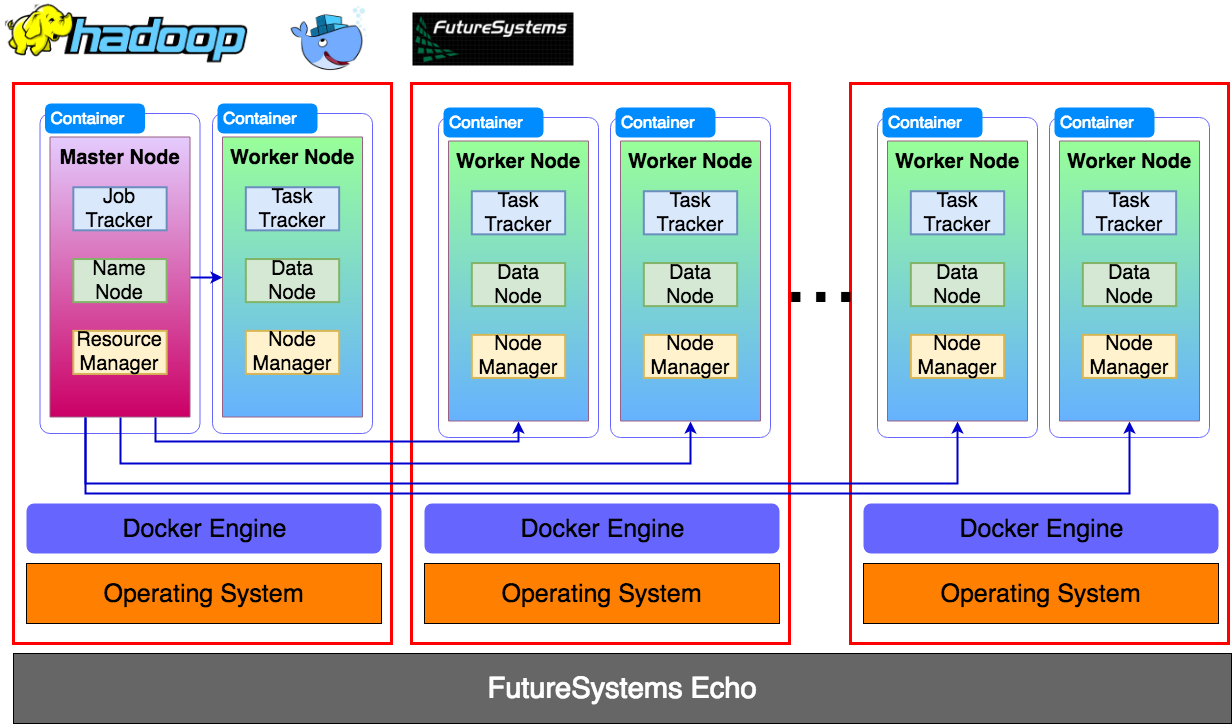 hadoop
FutureSystems
Container
Master Node
Job
Tracker
Name
Node
Resource
Manager
Container
Worker Node
Task
Tracker
Data
Node
Node
Manager
Container
Worker Node
Task
Tracker
Data
Node
Node
Manager
Container
Worker Node
Task
Tracker
Data
Node
Node
Manager
Container
Worker Node
Task
Tracker
Data
Node
Node
Manager
Container
Worker Node
Task
Tracker
Data
Node
Node
Manager
Docker Engine
Docker Engine
Docker Engine
Operating System
Operating System
Operating System
FutureSystems Echo